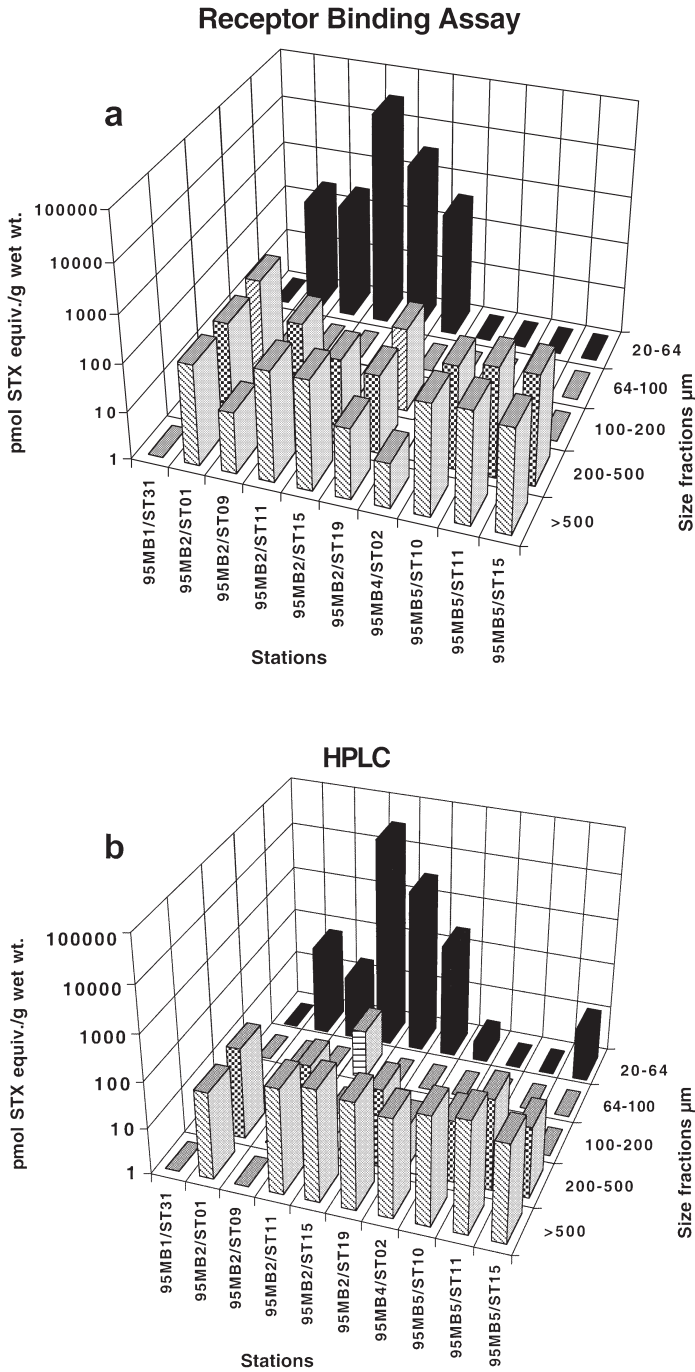 Receptor Binding Assay
a
pmol STX equiv./g wet wt.
100000
10000
1000
100
10
1
95MB1/ST31
95MB2/ST01
95MB2/ST09
95MB2/ST11
95MB2/ST15
95MB2/ST19
95MB4/ST02
95MB5/ST10
95MB5/ST11
95MB5/ST15
Stations
20-64
64-100
100-200
200-500
>500
Size fractions µm
HPLC
b
pmol STX equiv./g wet wt.
100000
10000
1000
100
10
1
95MB1/ST31
95MB2/ST01
95MB2/ST09
95MB2/ST11
95MB2/ST15
95MB2/ST19
95MB4/ST02
95MB5/ST10
95MB5/ST11
95MB5/ST15
Stations
20-64
64-100
100-200
200-500
>500
Size fractions µm